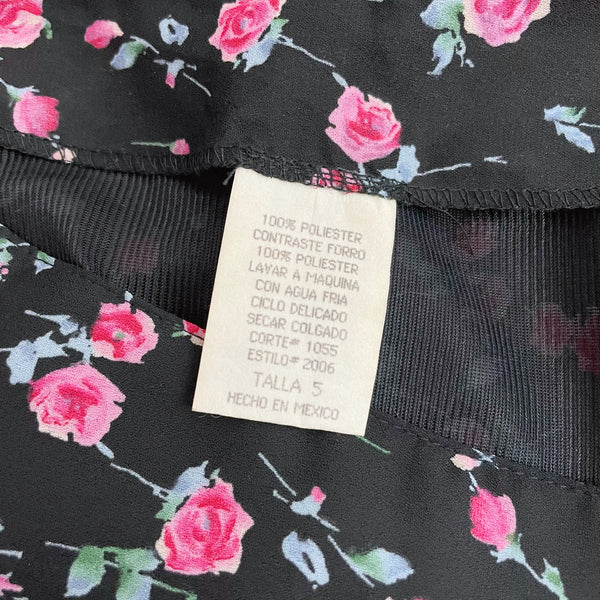 100% POLIESTER
CONTRASTE FORRO
100% POLIESTER
LAVAR A MAQUINA
CON AGUA FRIA
CICLO DELICADO
SECAR COLGADO
CORTE# 1055
ESTILO# 2006
TALLA 5
HECHO EN MEXICO